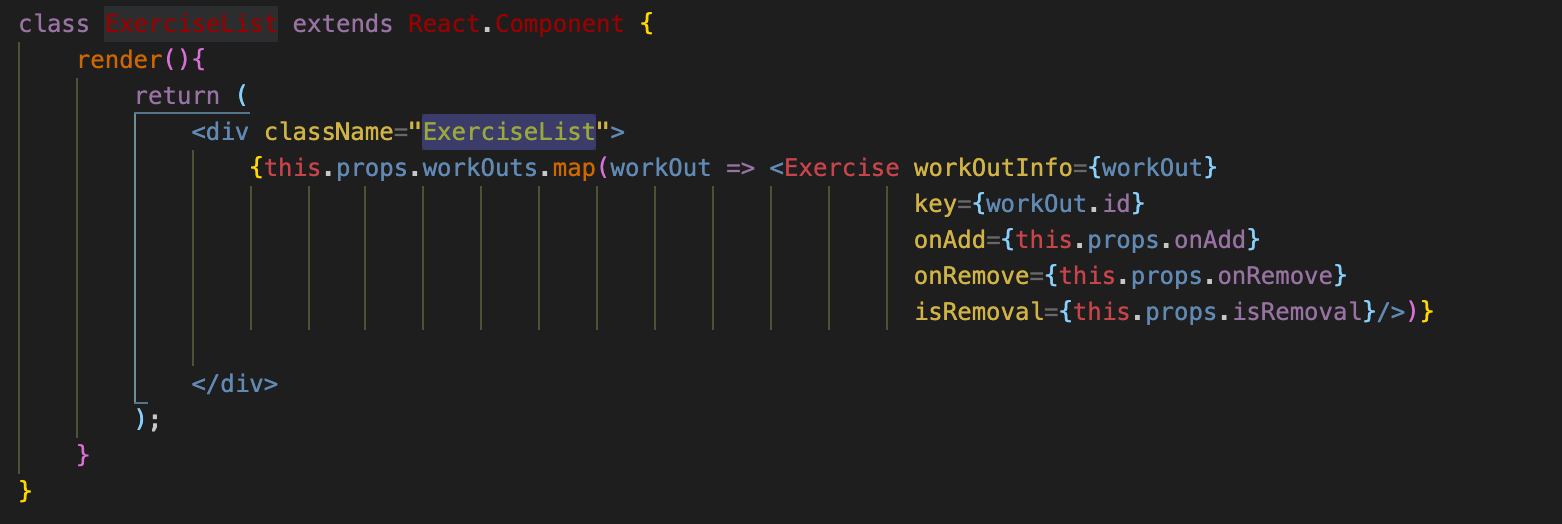 class ExerciseList extends React.Component {
render(){
return (
<div className="ExerciseList">
{this.props.workOuts.map(workOut => <Exercise workOutInfo={workOut}
key={workOut.id}
onAdd={this.props.onAdd}
onRemove={this.props.onRemove}
isRemoval={this.props.isRemoval}/>)}
</div>
);
}
}